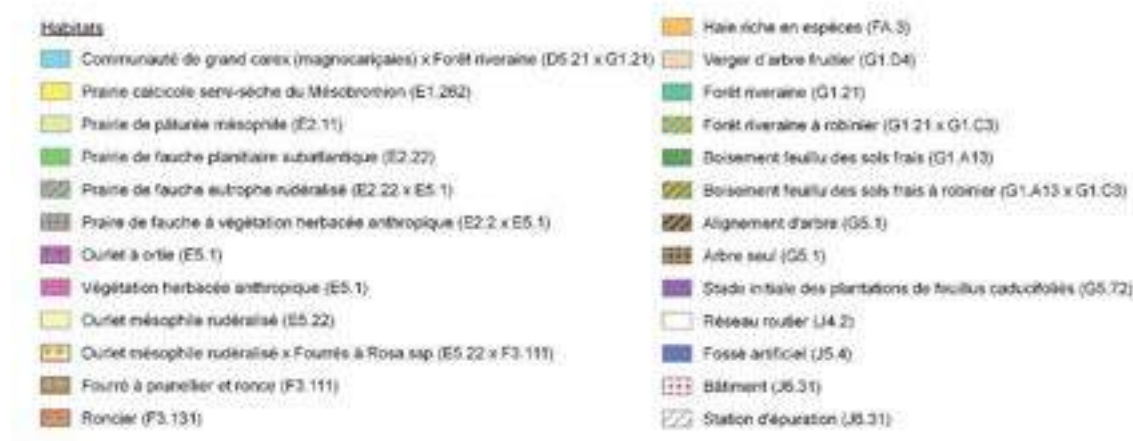 Habitats
Communauté de grand carex (magnocariçaies) x Forêt riveraine (D5.21 x G1.21)
Prairie calcicole semi-sèche du Mésobromion (E1.262)
Prairie de pâturée mésophile (E2.11)
Prairie de fauche planitiaire subatlantique (E2.22)
Prairie de fauche eutrophe rudéralisé (E2.22 x E5.1)
Praire de fauche à végétation herbacée anthropique (E2.2 x E5.1)
Ourlet à ortie (E5.1)
Végétation herbacée anthropique (E5.1)
Ourlet mésophile rudéralisé (E5.22)
Ourlet mésophile rudéralisé x Fourrés à Rosa ssp (E5.22 x F3.111)
Fourré à prunellier et ronce (F3.111)
Roncier (F3.131)
Haie riche en espèces (FA.3)
Verger d'arbre fruitier (G1.D4)
Forêt riveraine (G1.21)
Forêt riveraine à robinier (G1.21 x G1.C3)
Boisement feuillu des sols frais (G1.A13)
Boisement feuillu des sols frais à robinier (G1.A13 x G1.C3)
Alignement d'arbre (G5.1)
Arbre seul (G5.1)
Stade initiale des plantations de feuillus caducifoliés (G5.72)
Réseau routier (J4.2)
Fossé artificiel (J5.4)
Bâtiment (J6.31)
Station d'épuration (J6.31)